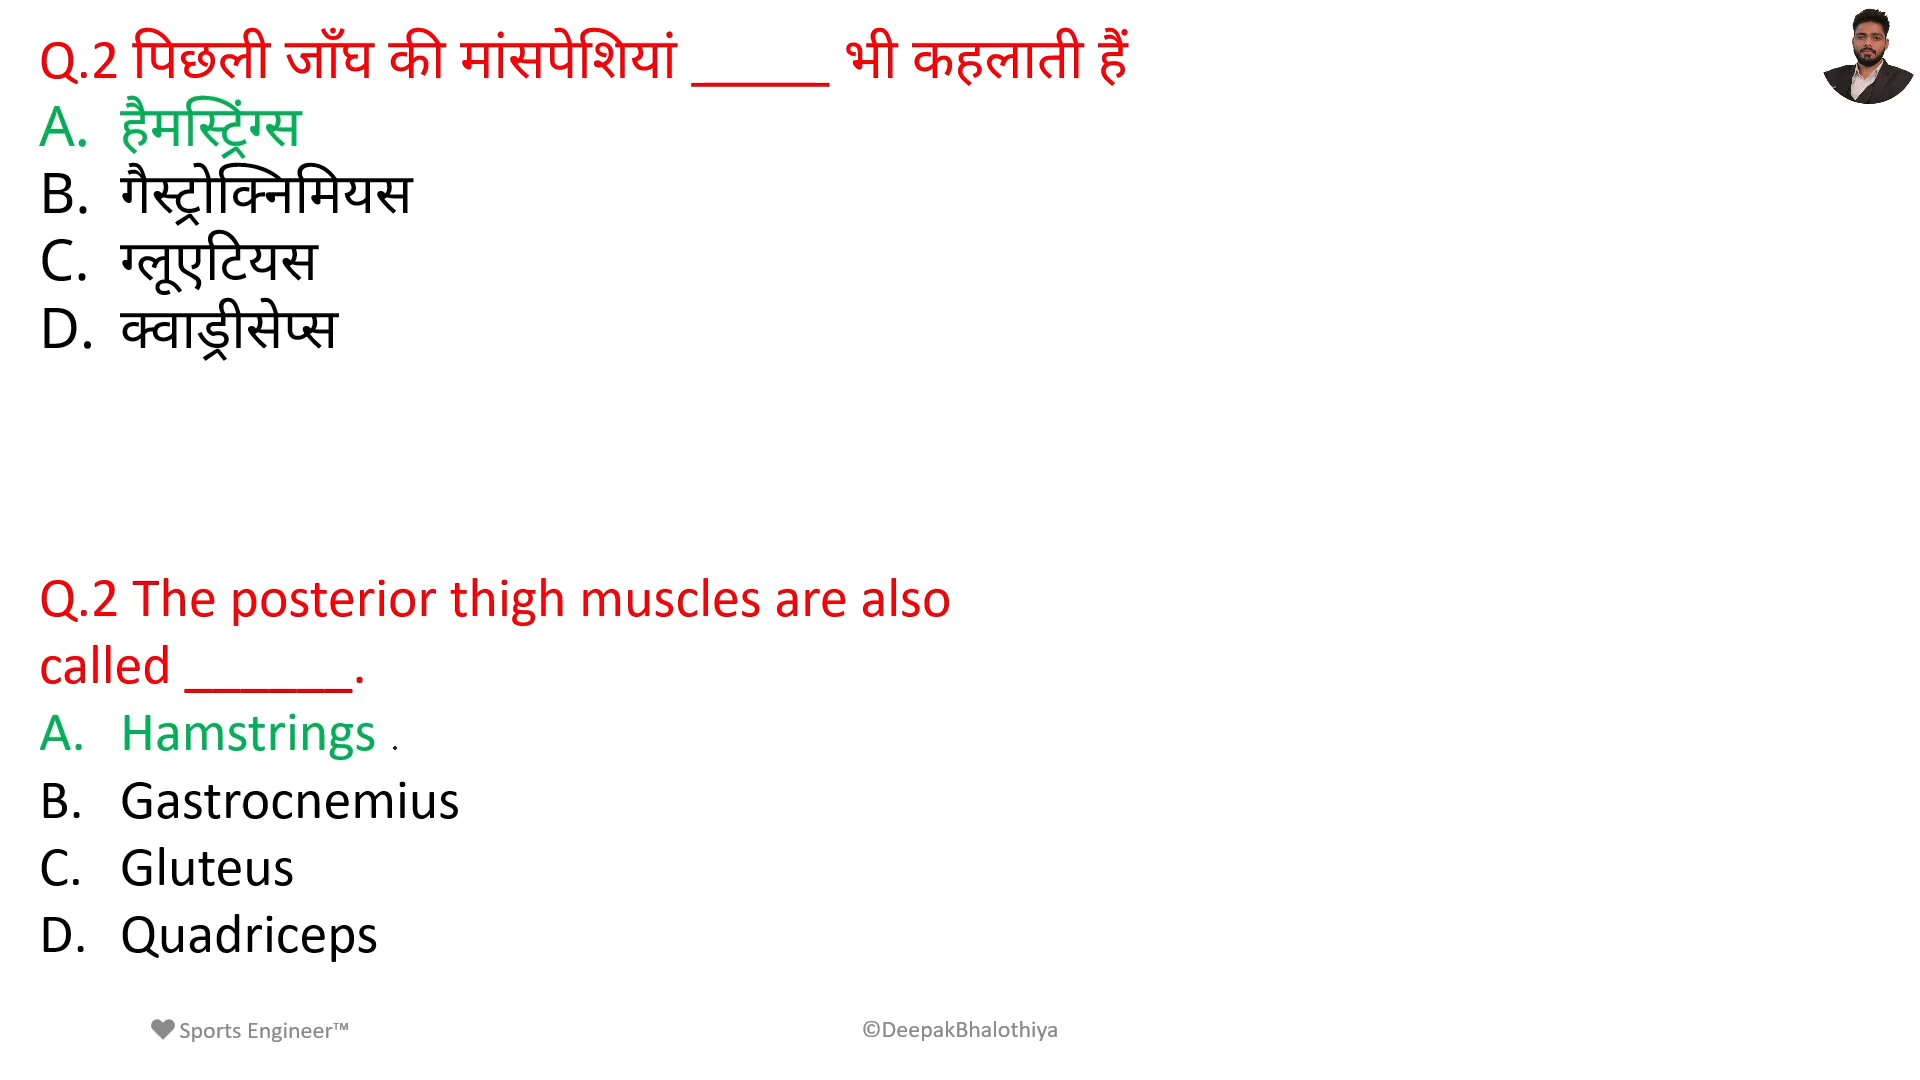 Q.2 पिछली जाँघ की मांसपेशियां _____ भी कहलाती हैं
A. हैमस्ट्रिंग्स
B. गैस्ट्रोक्निमियस
C. ग्लूएटियस
D. क्वाड्रीसेप्स
Q.2 The posterior thigh muscles are also
called ______.
A. Hamstrings .
B. Gastrocnemius
C. Gluteus
D. Quadriceps
Sports Engineer™
©DeepakBhalothiya